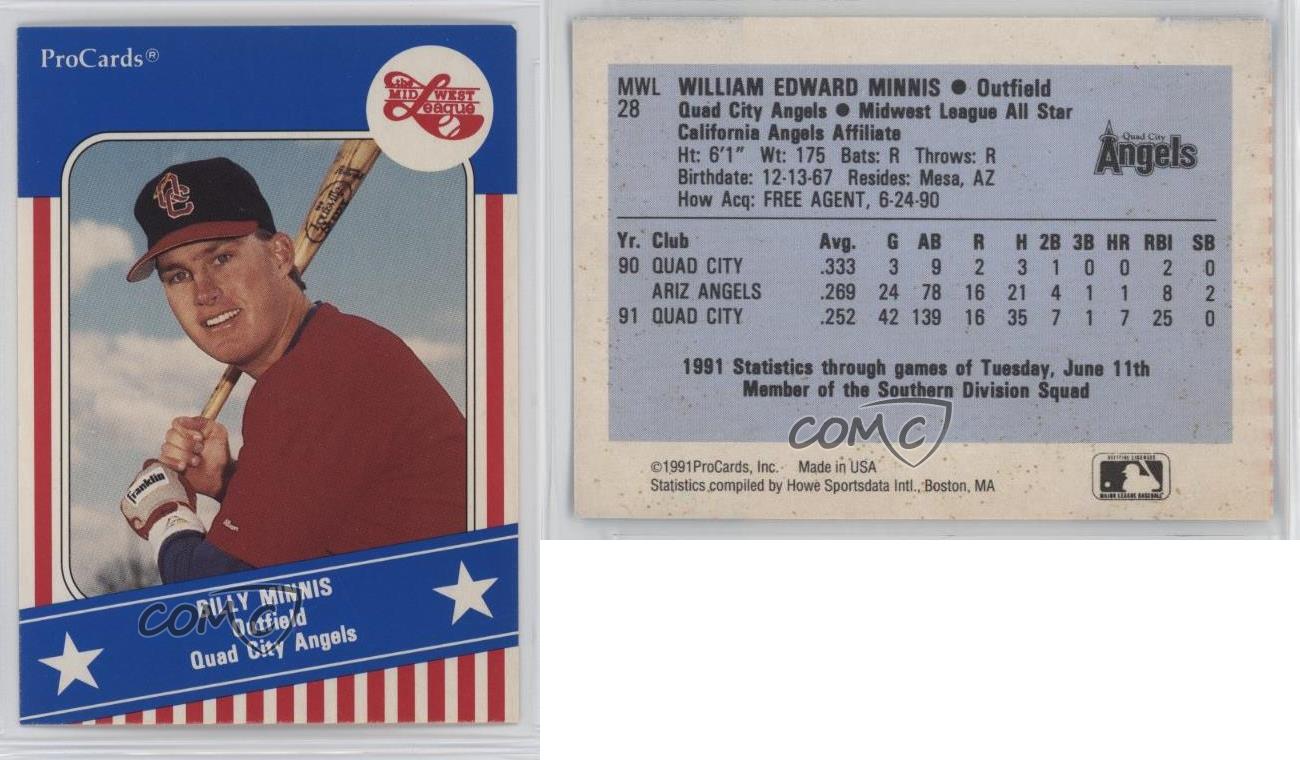 ProCards®
the
MIDWEST
League
QC
Franklin
BILLY MINNIS
Outfield
Quad City Angels
COMC
MWL WILLIAM EDWARD MINNIS ● Outfield
28 Quad City Angels ● Midwest League All Star
California Angels Affiliate
Ht: 6'1" Wt: 175 Bats: R Throws: R
Birthdate: 12-13-67 Resides: Mesa, AZ
How Acq: FREE AGENT, 6-24-90
Quad City
Angels
Yr. Club Avg. G AB R H 2B 3B HR RBI SB
90 QUAD CITY .333 3 9 2 3 1 0 0 2 0
ARIZ ANGELS .269 24 78 16 21 4 1 1 8 2
91 QUAD CITY .252 42 139 16 35 7 1 7 25 0
1991 Statistics through games of Tuesday, June 11th
Member of the Southern Division Squad
COMC
©1991ProCards, Inc. Made in USA
Statistics compiled by Howe Sportsdata Intl., Boston, MA
MAJOR LEAGUE BASEBALL